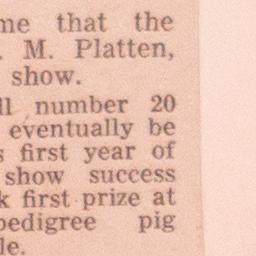 me that the
. M. Platten,
show.
ll number 20
eventually be
s first year of
show success
k first prize at
pedigree pig
le.